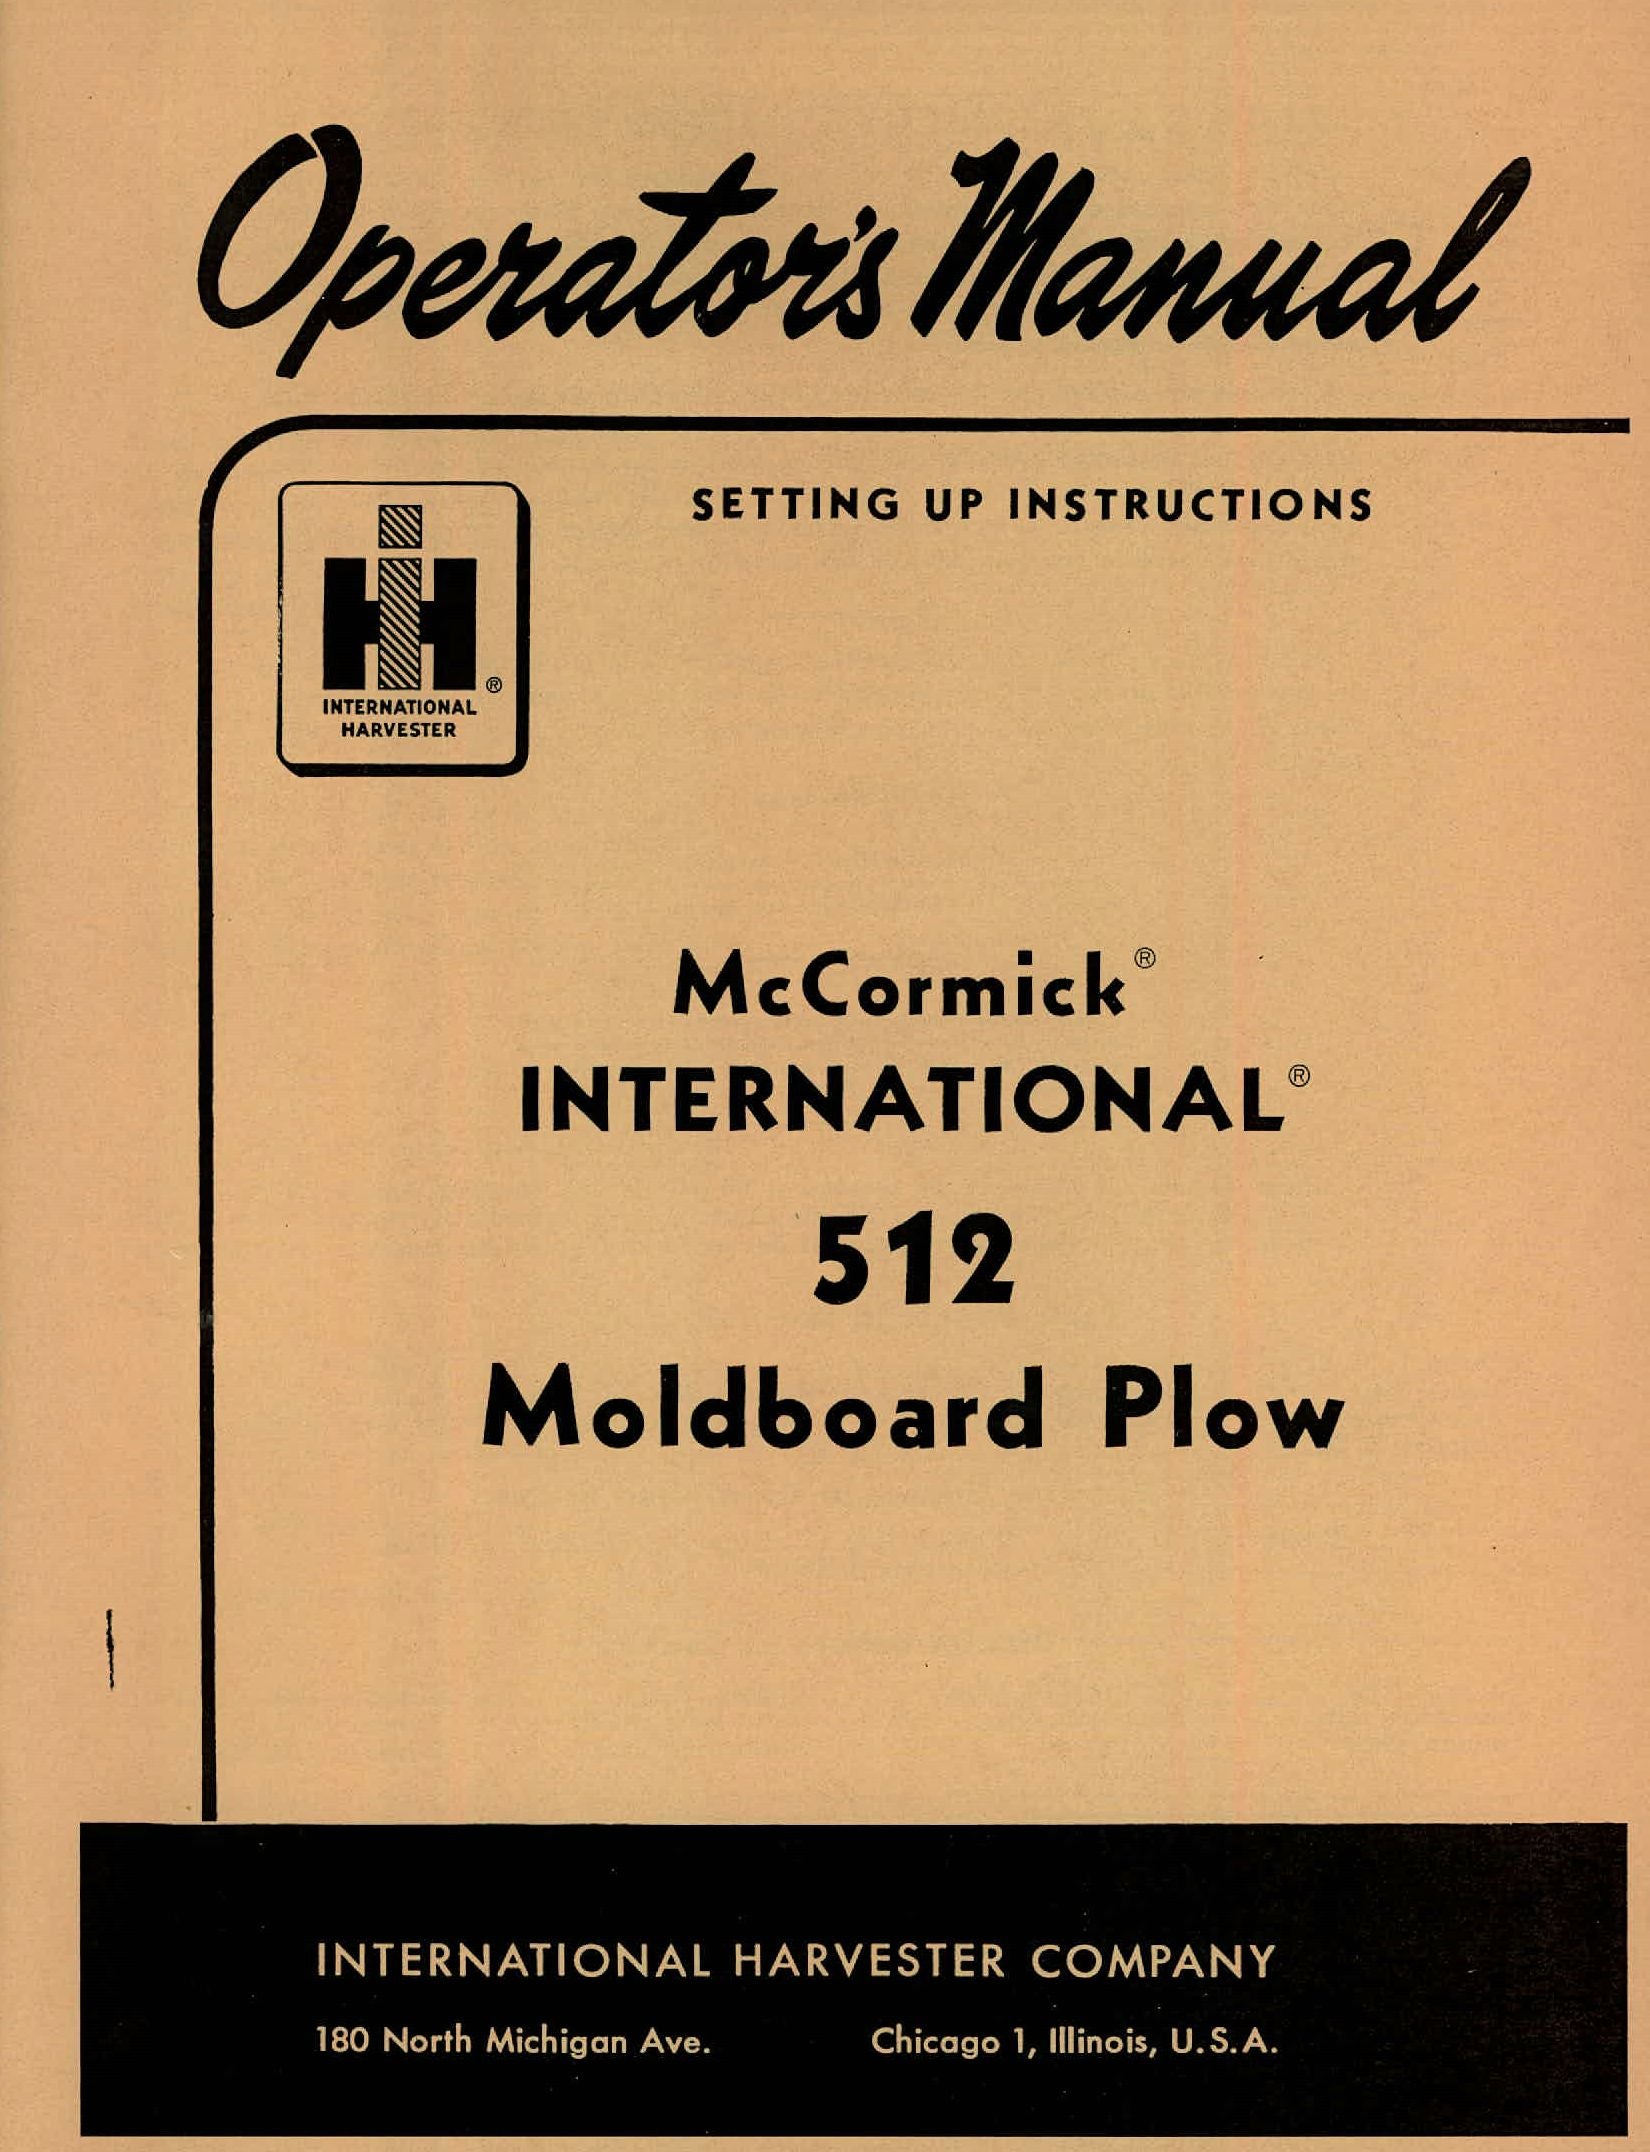 Operator's Manual
SETTING UP INSTRUCTIONS
IH ®
INTERNATIONAL
HARVESTER
McCormick®
INTERNATIONAL®
512
Moldboard Plow
INTERNATIONAL HARVESTER COMPANY
180 North Michigan Ave. Chicago 1, Illinois, U.S.A.